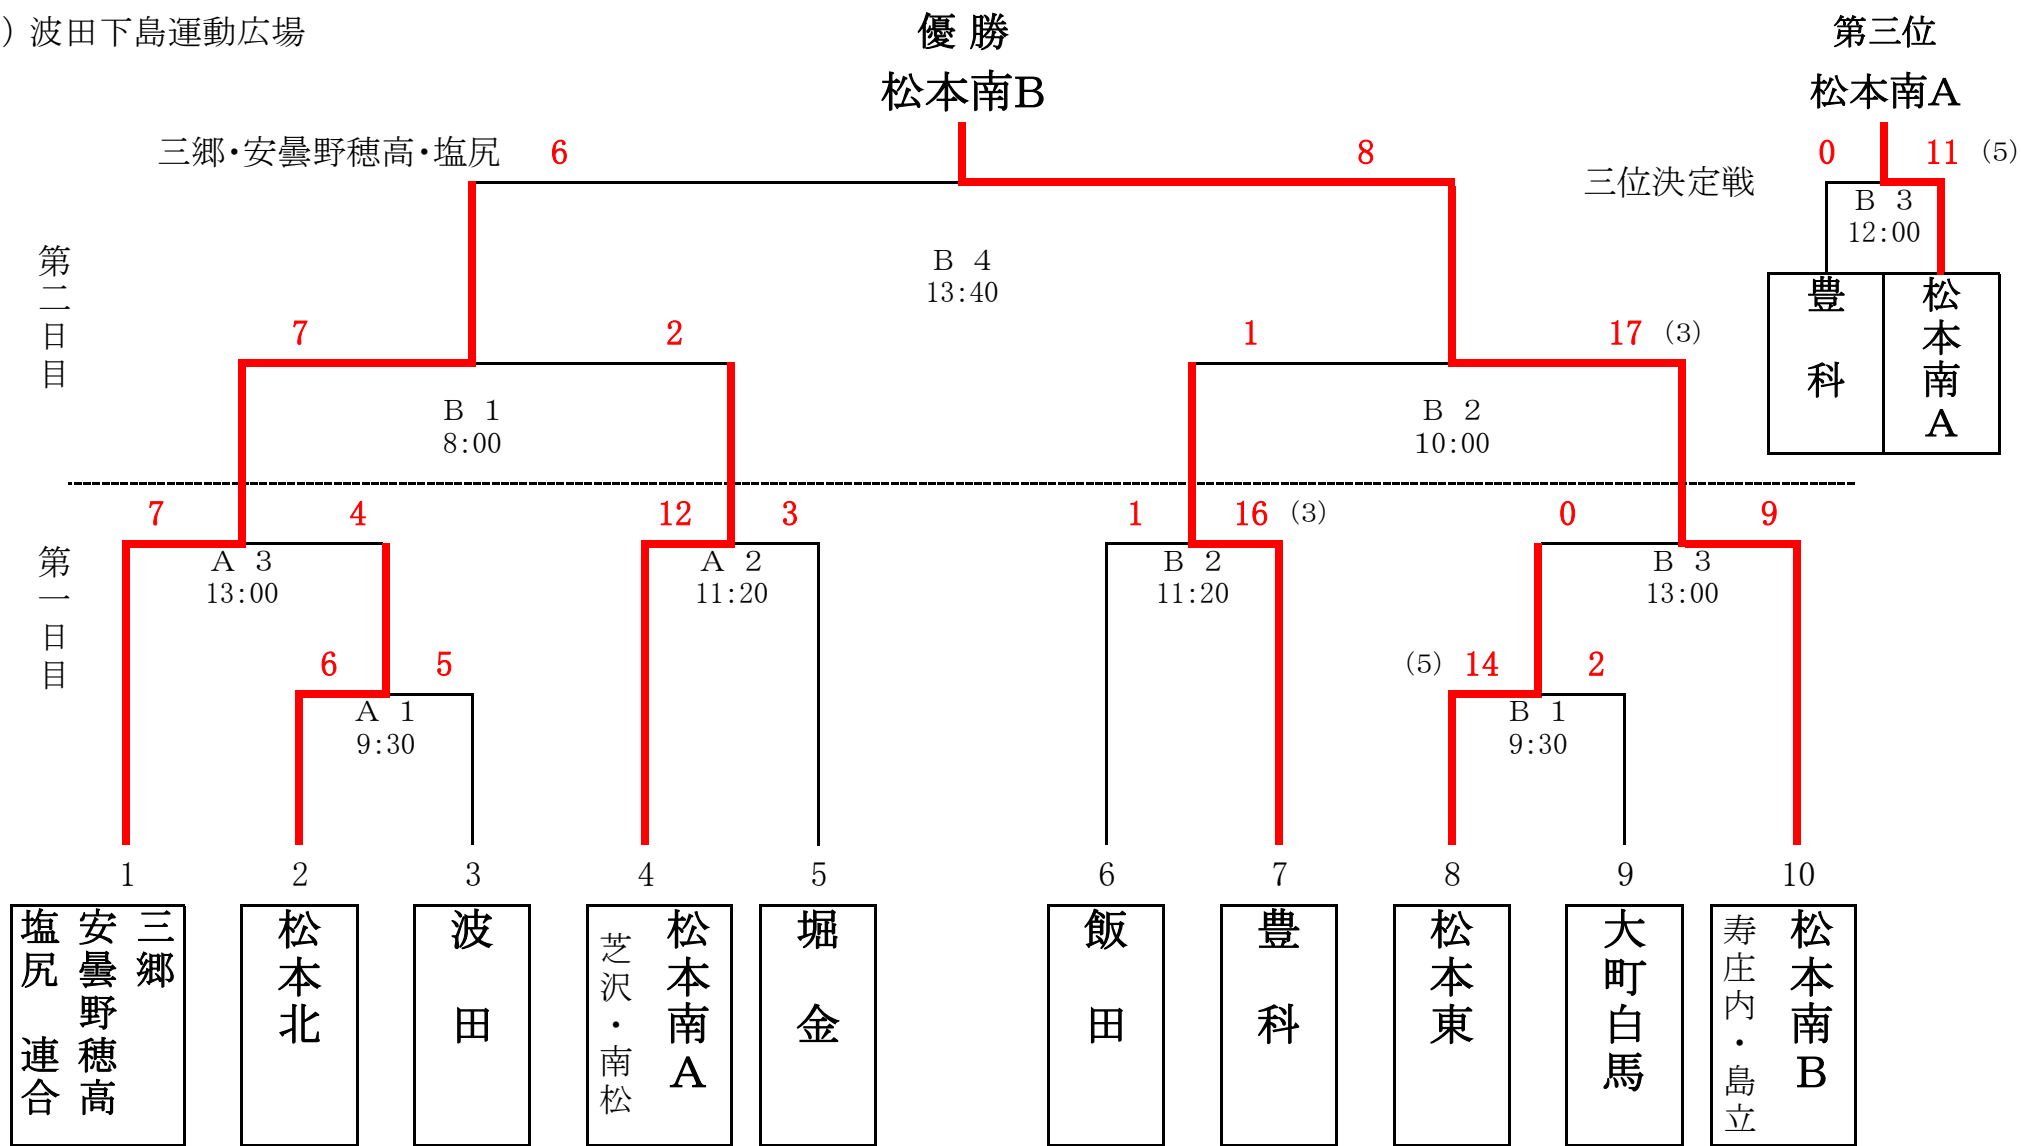 ）波田下島運動広場
優 勝
松本南B
第三位
松本南A
三郷・安曇野穂高・塩尻
6
8
三位決定戦
0
11
（5）
B 3
12:00
豊科
松本南A
第二日目
B 4
13:40
7
2
1
17
（3）
B 1
8:00
B 2
10:00
第一日目
7
4
12
3
1
16
（3）
0
9
A 3
13:00
A 2
11:20
B 2
11:20
B 3
13:00
6
5
（5）
14
2
A 1
9:30
B 1
9:30
1
2
3
4
5
6
7
8
9
10
三郷
安曇野穂高
塩尻 連合
松本北
波田
松本南A
芝沢・南松
堀金
飯田
豊科
松本東
大町白馬
松本南B
寿庄内・島立